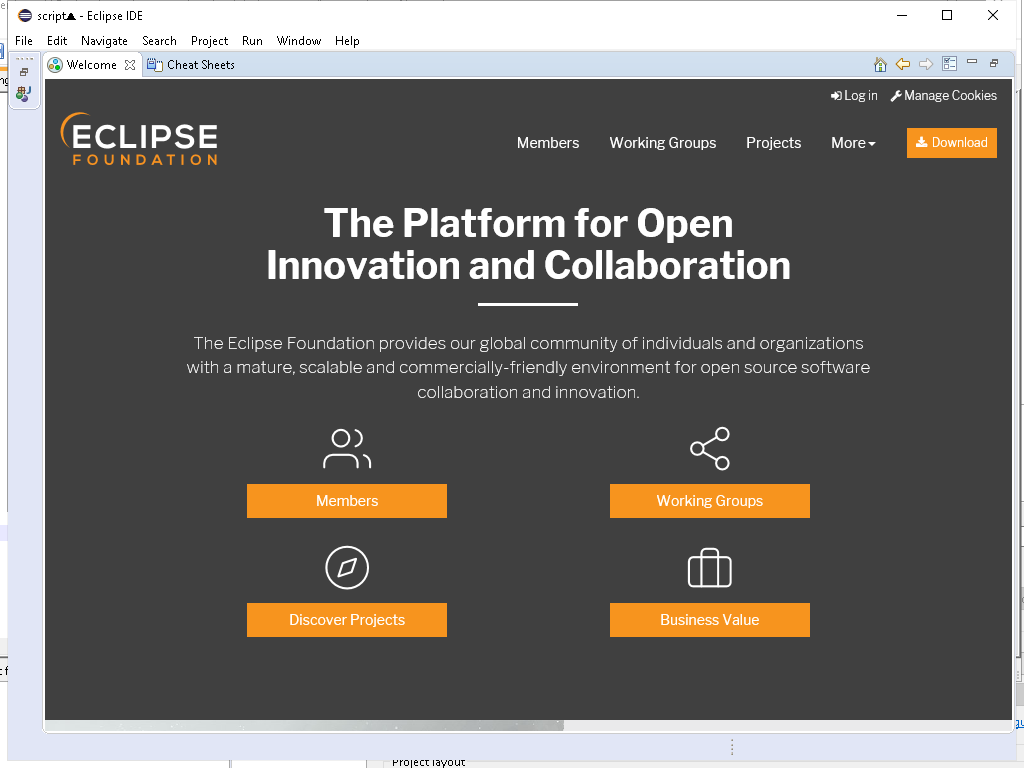 script▲ - Eclipse IDE
File Edit Navigate Search Project Run Window Help
Welcome Cheat Sheets
Log in Manage Cookies
ECLIPSE
FOUNDATION
Members Working Groups Projects More Download
The Platform for Open
Innovation and Collaboration
The Eclipse Foundation provides our global community of individuals and organizations
with a mature, scalable and commercially-friendly environment for open source software
collaboration and innovation.
Members Working Groups
Discover Projects Business Value
Project layout